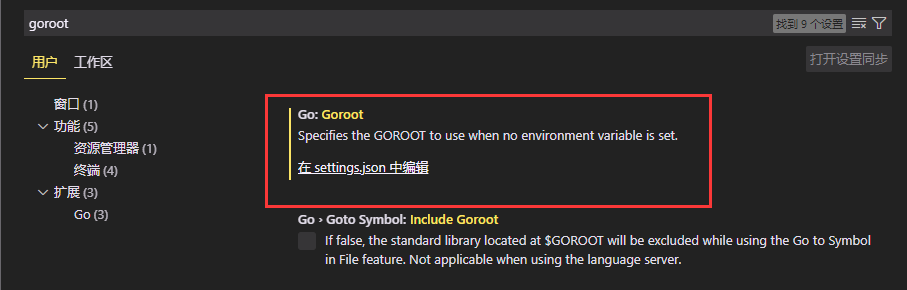 goroot
找到 9 个设置
用户 工作区
打开设置同步
窗口 (1)
功能 (5)
资源管理器 (1)
终端 (4)
扩展 (3)
Go (3)
Go: Goroot
Specifies the GOROOT to use when no environment variable is set.
在 settings.json 中编辑
Go › Goto Symbol: Include Goroot
If false, the standard library located at $GOROOT will be excluded while using the Go to Symbol
in File feature. Not applicable when using the language server.